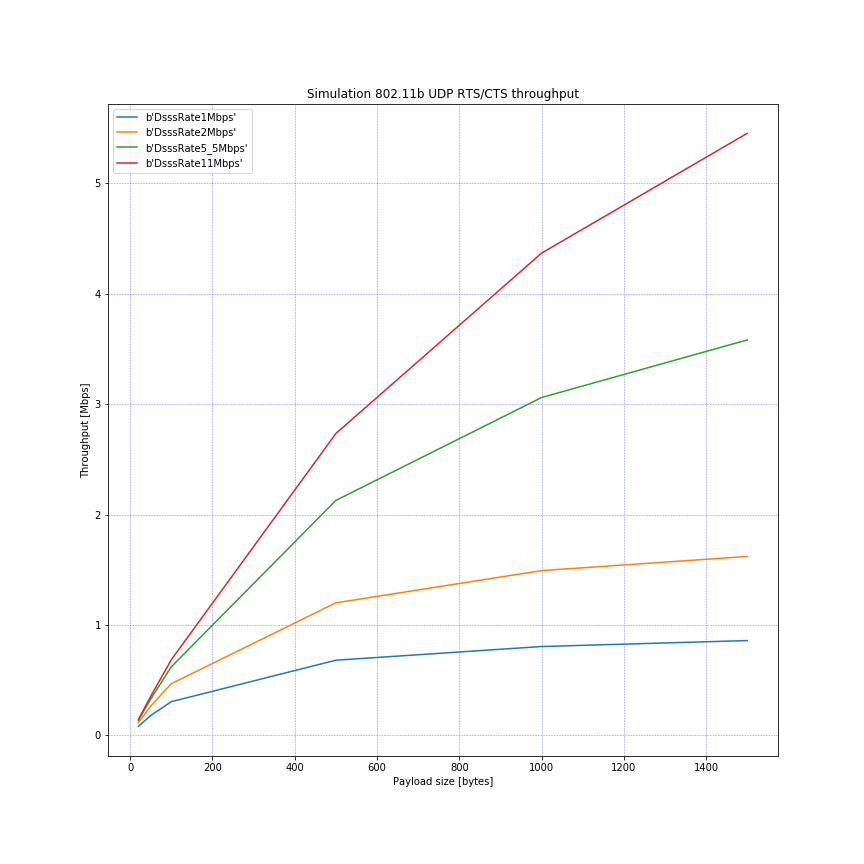 Simulation 802.11b UDP RTS/CTS throughput
b'DsssRate1Mbps'
b'DsssRate2Mbps'
b'DsssRate5_5Mbps'
b'DsssRate11Mbps'
5
4
3
2
1
0
Throughput [Mbps]
0 200 400 600 800 1000 1200 1400
Payload size [bytes]